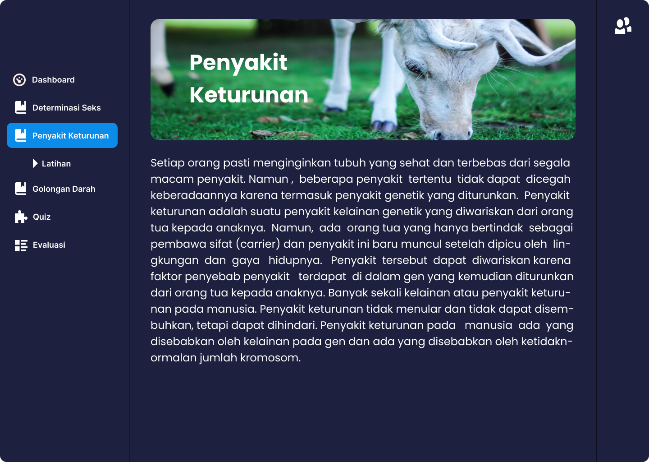 Dashboard
Determinasi Seks
Penyakit Keturunan
Latihan
Golongan Darah
Quiz
Evaluasi
Penyakit
Keturunan
Setiap orang pasti menginginkan tubuh yang sehat dan terbebas dari segala
macam penyakit. Namun , beberapa penyakit tertentu tidak dapat dicegah
keberadaannya karena termasuk penyakit genetik yang diturunkan. Penyakit
keturunan adalah suatu penyakit kelainan genetik yang diwariskan dari orang
tua kepada anaknya. Namun, ada orang tua yang hanya bertindak sebagai
pembawa sifat (carrier) dan penyakit ini baru muncul setelah dipicu oleh lin-
gkungan dan gaya hidupnya. Penyakit tersebut dapat diwariskan karena
faktor penyebab penyakit terdapat di dalam gen yang kemudian diturunkan
dari orang tua kepada anaknya. Banyak sekali kelainan atau penyakit keturu-
nan pada manusia. Penyakit keturunan tidak menular dan tidak dapat disem-
buhkan, tetapi dapat dihindari. Penyakit keturunan pada manusia ada yang
disebabkan oleh kelainan pada gen dan ada yang disebabkan oleh ketidakn-
ormalan jumlah kromosom.